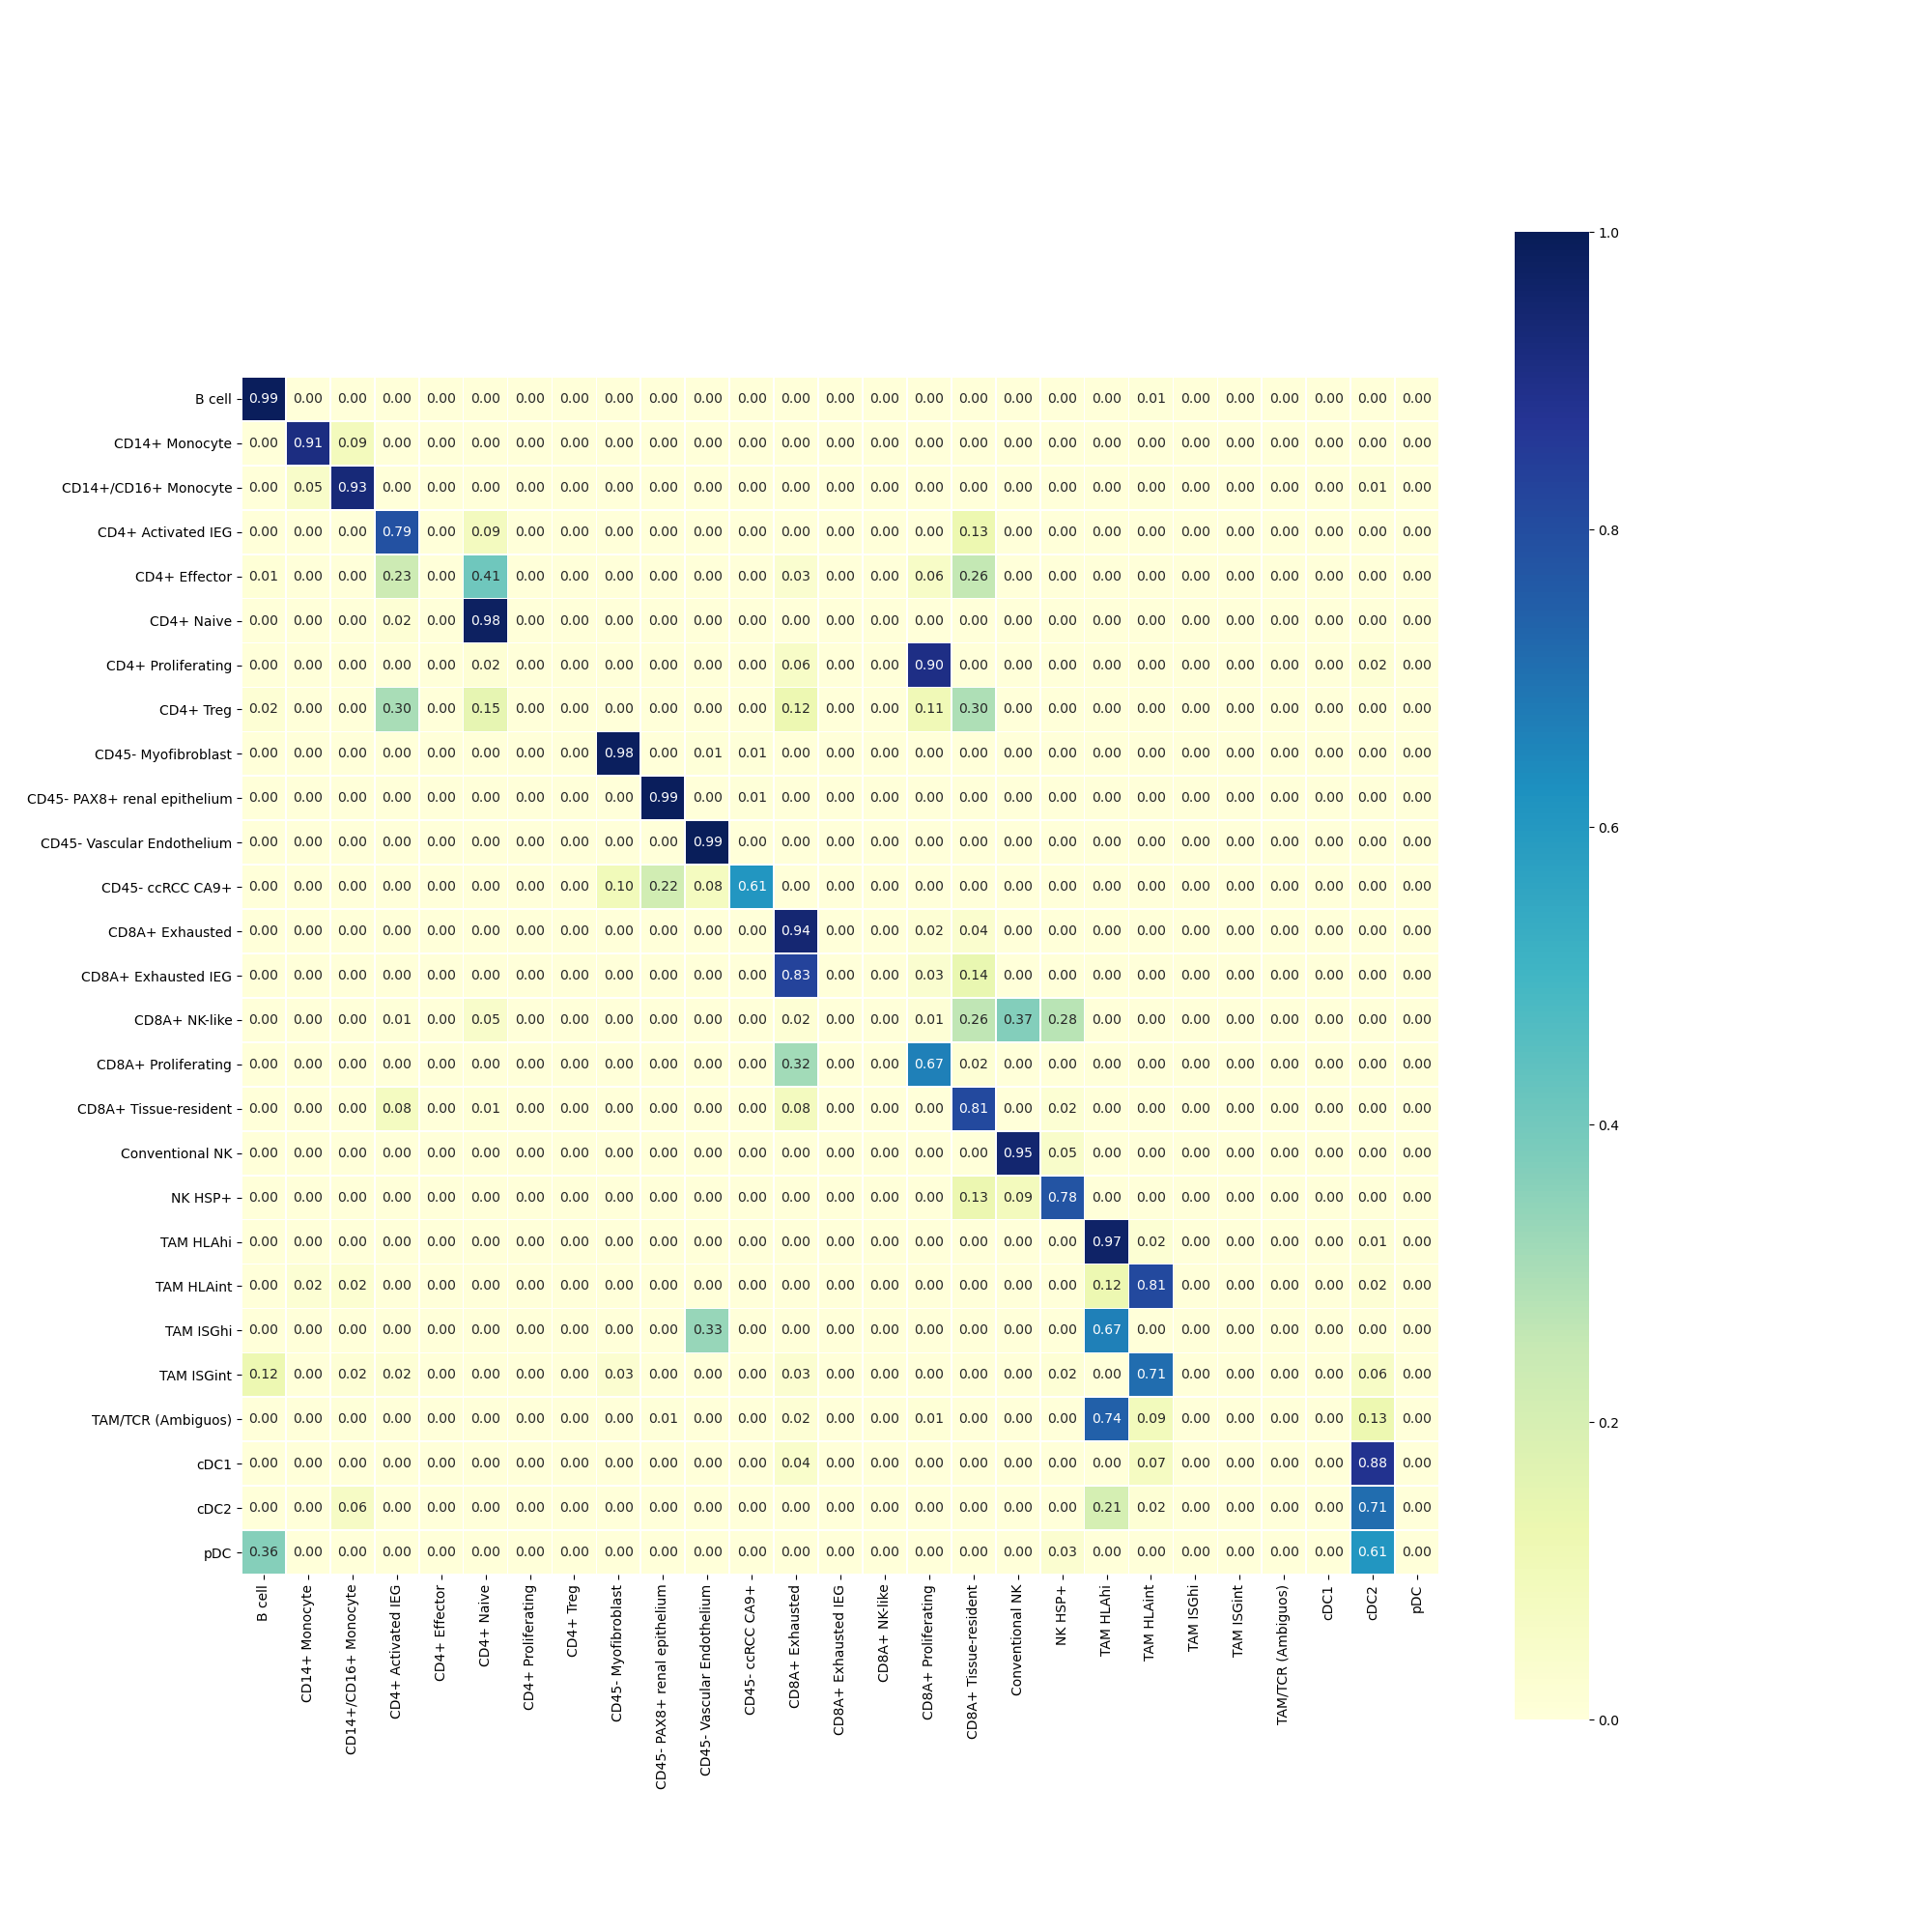 B cell 0.99 0.00 0.00 0.00 0.00 0.00 0.00 0.00 0.00 0.00 0.00 0.00 0.00 0.00 0.00 0.00 0.00 0.00 0.00 0.00 0.01 0.00 0.00 0.00 0.00 0.00 0.00
CD14+ Monocyte 0.00 0.91 0.09 0.00 0.00 0.00 0.00 0.00 0.00 0.00 0.00 0.00 0.00 0.00 0.00 0.00 0.00 0.00 0.00 0.00 0.00 0.00 0.00 0.00 0.00 0.00 0.00
CD14+/CD16+ Monocyte 0.00 0.05 0.93 0.00 0.00 0.00 0.00 0.00 0.00 0.00 0.00 0.00 0.00 0.00 0.00 0.00 0.00 0.00 0.00 0.00 0.00 0.00 0.00 0.00 0.00 0.01 0.00
CD4+ Activated IEG 0.00 0.00 0.00 0.79 0.00 0.09 0.00 0.00 0.00 0.00 0.00 0.00 0.00 0.00 0.00 0.00 0.13 0.00 0.00 0.00 0.00 0.00 0.00 0.00 0.00 0.00 0.00
CD4+ Effector 0.01 0.00 0.00 0.23 0.00 0.41 0.00 0.00 0.00 0.00 0.00 0.00 0.03 0.00 0.00 0.06 0.26 0.00 0.00 0.00 0.00 0.00 0.00 0.00 0.00 0.00 0.00
CD4+ Naive 0.00 0.00 0.00 0.02 0.00 0.98 0.00 0.00 0.00 0.00 0.00 0.00 0.00 0.00 0.00 0.00 0.00 0.00 0.00 0.00 0.00 0.00 0.00 0.00 0.00 0.00 0.00
CD4+ Proliferating 0.00 0.00 0.00 0.00 0.00 0.02 0.00 0.00 0.00 0.00 0.00 0.00 0.06 0.00 0.00 0.90 0.00 0.00 0.00 0.00 0.00 0.00 0.00 0.00 0.00 0.02 0.00
CD4+ Treg 0.02 0.00 0.00 0.30 0.00 0.15 0.00 0.00 0.00 0.00 0.00 0.00 0.12 0.00 0.00 0.11 0.30 0.00 0.00 0.00 0.00 0.00 0.00 0.00 0.00 0.00 0.00
CD45- Myofibroblast 0.00 0.00 0.00 0.00 0.00 0.00 0.00 0.00 0.98 0.00 0.01 0.01 0.00 0.00 0.00 0.00 0.00 0.00 0.00 0.00 0.00 0.00 0.00 0.00 0.00 0.00 0.00
CD45- PAX8+ renal epithelium 0.00 0.00 0.00 0.00 0.00 0.00 0.00 0.00 0.00 0.99 0.00 0.01 0.00 0.00 0.00 0.00 0.00 0.00 0.00 0.00 0.00 0.00 0.00 0.00 0.00 0.00 0.00
CD45- Vascular Endothelium 0.00 0.00 0.00 0.00 0.00 0.00 0.00 0.00 0.00 0.00 0.99 0.00 0.00 0.00 0.00 0.00 0.00 0.00 0.00 0.00 0.00 0.00 0.00 0.00 0.00 0.00 0.00
CD45- ccRCC CA9+ 0.00 0.00 0.00 0.00 0.00 0.00 0.00 0.00 0.10 0.22 0.08 0.61 0.00 0.00 0.00 0.00 0.00 0.00 0.00 0.00 0.00 0.00 0.00 0.00 0.00 0.00 0.00
CD8A+ Exhausted 0.00 0.00 0.00 0.00 0.00 0.00 0.00 0.00 0.00 0.00 0.00 0.00 0.94 0.00 0.00 0.02 0.04 0.00 0.00 0.00 0.00 0.00 0.00 0.00 0.00 0.00 0.00
CD8A+ Exhausted IEG 0.00 0.00 0.00 0.00 0.00 0.00 0.00 0.00 0.00 0.00 0.00 0.00 0.83 0.00 0.00 0.03 0.14 0.00 0.00 0.00 0.00 0.00 0.00 0.00 0.00 0.00 0.00
CD8A+ NK-like 0.00 0.00 0.00 0.01 0.00 0.05 0.00 0.00 0.00 0.00 0.00 0.00 0.02 0.00 0.00 0.01 0.26 0.37 0.28 0.00 0.00 0.00 0.00 0.00 0.00 0.00 0.00
CD8A+ Proliferating 0.00 0.00 0.00 0.00 0.00 0.00 0.00 0.00 0.00 0.00 0.00 0.00 0.32 0.00 0.00 0.67 0.02 0.00 0.00 0.00 0.00 0.00 0.00 0.00 0.00 0.00 0.00
CD8A+ Tissue-resident 0.00 0.00 0.00 0.08 0.00 0.01 0.00 0.00 0.00 0.00 0.00 0.00 0.08 0.00 0.00 0.00 0.81 0.00 0.02 0.00 0.00 0.00 0.00 0.00 0.00 0.00 0.00
Conventional NK 0.00 0.00 0.00 0.00 0.00 0.00 0.00 0.00 0.00 0.00 0.00 0.00 0.00 0.00 0.00 0.00 0.00 0.95 0.05 0.00 0.00 0.00 0.00 0.00 0.00 0.00 0.00
NK HSP+ 0.00 0.00 0.00 0.00 0.00 0.00 0.00 0.00 0.00 0.00 0.00 0.00 0.00 0.00 0.00 0.00 0.13 0.09 0.78 0.00 0.00 0.00 0.00 0.00 0.00 0.00 0.00
TAM HLAhi 0.00 0.00 0.00 0.00 0.00 0.00 0.00 0.00 0.00 0.00 0.00 0.00 0.00 0.00 0.00 0.00 0.00 0.00 0.00 0.97 0.02 0.00 0.00 0.00 0.00 0.01 0.00
TAM HLAint 0.00 0.02 0.02 0.00 0.00 0.00 0.00 0.00 0.00 0.00 0.00 0.00 0.00 0.00 0.00 0.00 0.00 0.00 0.00 0.12 0.81 0.00 0.00 0.00 0.00 0.02 0.00
TAM ISGhi 0.00 0.00 0.00 0.00 0.00 0.00 0.00 0.00 0.00 0.00 0.33 0.00 0.00 0.00 0.00 0.00 0.00 0.00 0.00 0.67 0.00 0.00 0.00 0.00 0.00 0.00 0.00
TAM ISGint 0.12 0.00 0.02 0.02 0.00 0.00 0.00 0.00 0.03 0.00 0.00 0.00 0.03 0.00 0.00 0.00 0.00 0.00 0.02 0.00 0.71 0.00 0.00 0.00 0.00 0.06 0.00
TAM/TCR (Ambiguos) 0.00 0.00 0.00 0.00 0.00 0.00 0.00 0.00 0.00 0.01 0.00 0.00 0.02 0.00 0.00 0.01 0.00 0.00 0.00 0.74 0.09 0.00 0.00 0.00 0.00 0.13 0.00
cDC1 0.00 0.00 0.00 0.00 0.00 0.00 0.00 0.00 0.00 0.00 0.00 0.00 0.04 0.00 0.00 0.00 0.00 0.00 0.00 0.00 0.07 0.00 0.00 0.00 0.00 0.88 0.00
cDC2 0.00 0.00 0.06 0.00 0.00 0.00 0.00 0.00 0.00 0.00 0.00 0.00 0.00 0.00 0.00 0.00 0.00 0.00 0.00 0.21 0.02 0.00 0.00 0.00 0.00 0.71 0.00
pDC 0.36 0.00 0.00 0.00 0.00 0.00 0.00 0.00 0.00 0.00 0.00 0.00 0.00 0.00 0.00 0.00 0.00 0.00 0.03 0.00 0.00 0.00 0.00 0.00 0.00 0.61 0.00
B cell
CD14+ Monocyte
CD14+/CD16+ Monocyte
CD4+ Activated IEG
CD4+ Effector
CD4+ Naive
CD4+ Proliferating
CD4+ Treg
CD45- Myofibroblast
CD45- PAX8+ renal epithelium
CD45- Vascular Endothelium
CD45- ccRCC CA9+
CD8A+ Exhausted
CD8A+ Exhausted IEG
CD8A+ NK-like
CD8A+ Proliferating
CD8A+ Tissue-resident
Conventional NK
NK HSP+
TAM HLAhi
TAM HLAint
TAM ISGhi
TAM ISGint
TAM/TCR (Ambiguos)
cDC1
cDC2
pDC
1.0
0.8
0.6
0.4
0.2
0.0